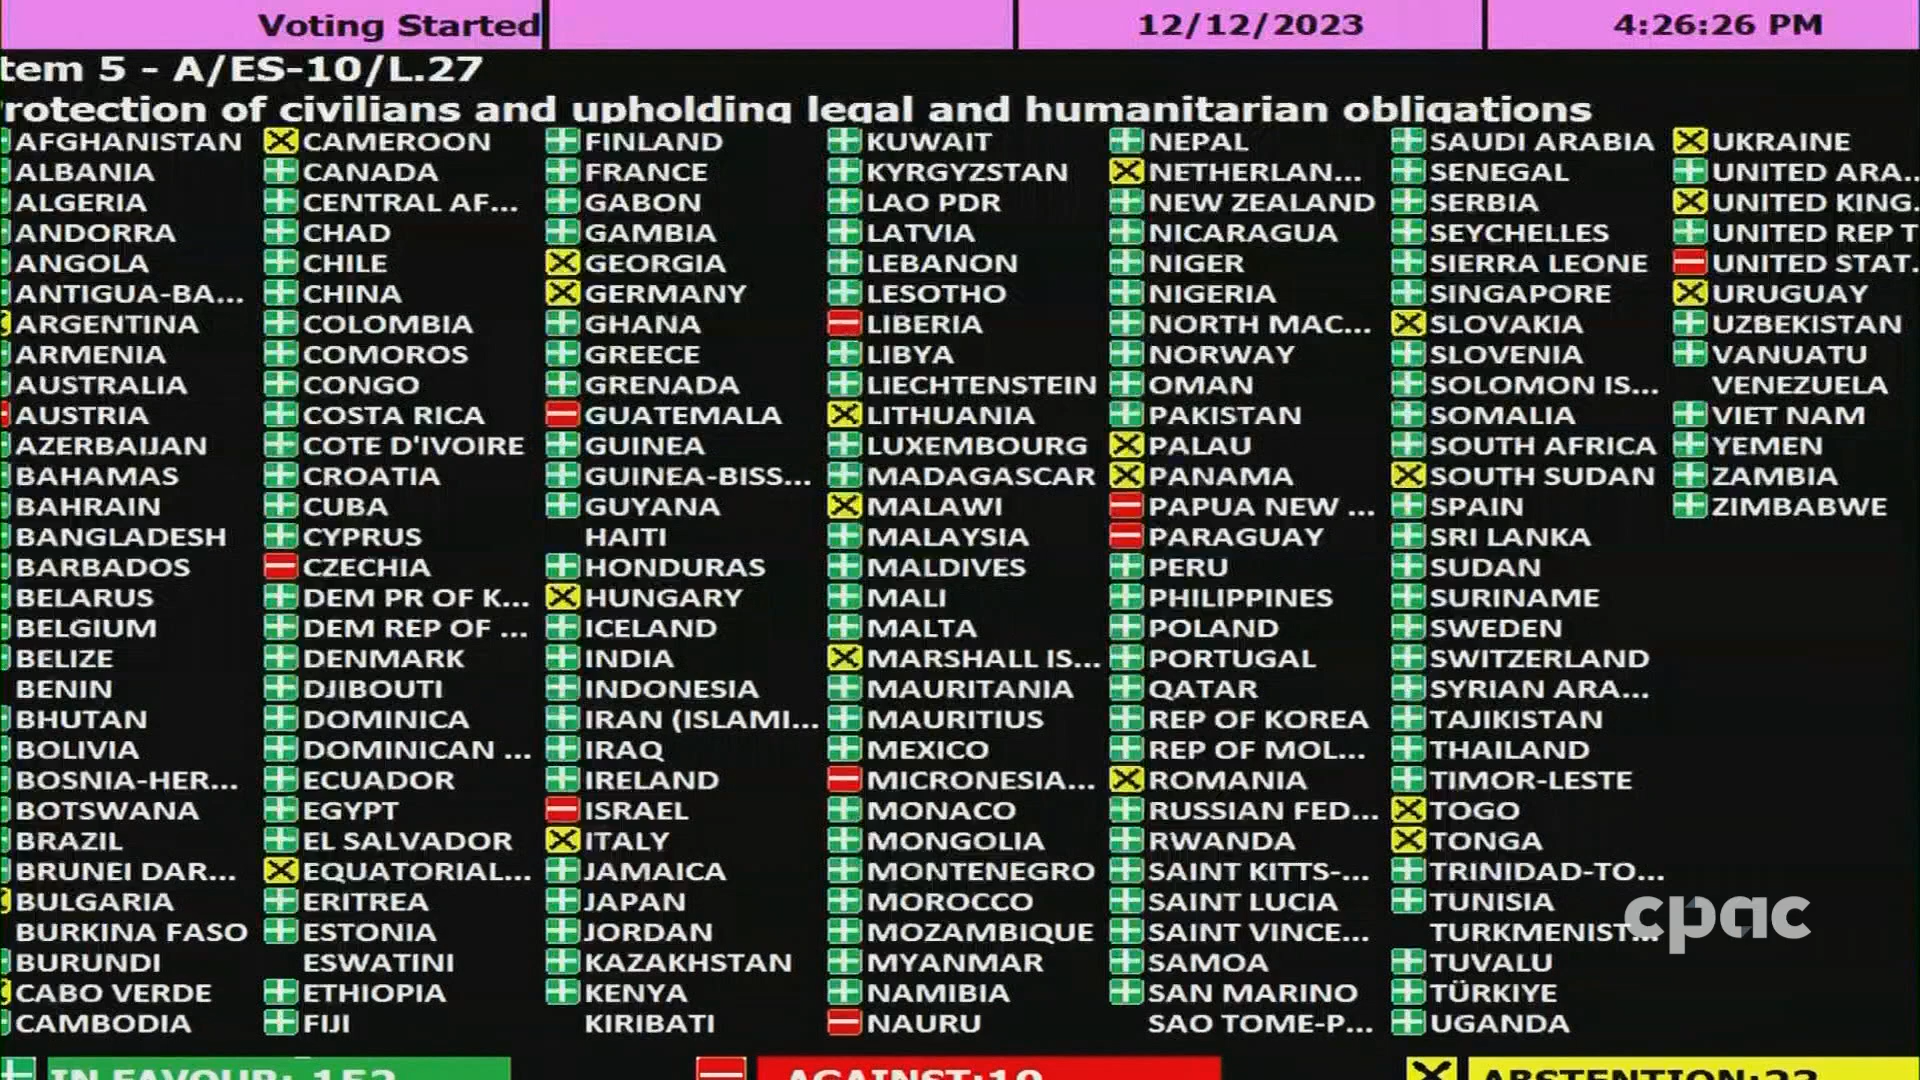 Voting Started 12/12/2023 4:26:26 PM
tem 5 - A/ES-10/L.27
rotection of civilians and upholding legal and humanitarian obligations
AFGHANISTAN CAMEROON FINLAND KUWAIT NEPAL SAUDI ARABIA UKRAINE
ALBANIA CANADA FRANCE KYRGYZSTAN NETHERLAN... SENEGAL UNITED ARA..
ALGERIA CENTRAL AF... GABON LAO PDR NEW ZEALAND SERBIA UNITED KING.
ANDORRA CHAD GAMBIA LATVIA NICARAGUA SEYCHELLES UNITED REP T
ANGOLA CHILE GEORGIA LEBANON NIGER SIERRA LEONE UNITED STAT.
ANTIGUA-BA... CHINA GERMANY LESOTHO NIGERIA SINGAPORE URUGUAY
ARGENTINA COLOMBIA GHANA LIBERIA NORTH MAC... SLOVAKIA UZBEKISTAN
ARMENIA COMOROS GREECE LIBYA NORWAY SLOVENIA VANUATU
AUSTRALIA CONGO GRENADA LIECHTENSTEIN OMAN SOLOMON IS... VENEZUELA
AUSTRIA COSTA RICA GUATEMALA LITHUANIA PAKISTAN SOMALIA VIET NAM
AZERBAIJAN COTE D'IVOIRE GUINEA LUXEMBOURG PALAU SOUTH AFRICA YEMEN
BAHAMAS CROATIA GUINEA-BISS... MADAGASCAR PANAMA SOUTH SUDAN ZAMBIA
BAHRAIN CUBA GUYANA MALAWI PAPUA NEW ... SPAIN ZIMBABWE
BANGLADESH CYPRUS HAITI MALAYSIA PARAGUAY SRI LANKA
BARBADOS CZECHIA HONDURAS MALDIVES PERU SUDAN
BELARUS DEM PR OF K... HUNGARY MALI PHILIPPINES SURINAME
BELGIUM DEM REP OF ... ICELAND MALTA POLAND SWEDEN
BELIZE DENMARK INDIA MARSHALL IS... PORTUGAL SWITZERLAND
BENIN DJIBOUTI INDONESIA MAURITANIA QATAR SYRIAN ARA...
BHUTAN DOMINICA IRAN (ISLAMI... MAURITIUS REP OF KOREA TAJIKISTAN
BOLIVIA DOMINICAN ... IRAQ MEXICO REP OF MOL... THAILAND
BOSNIA-HER... ECUADOR IRELAND MICRONESIA... ROMANIA TIMOR-LESTE
BOTSWANA EGYPT ISRAEL MONACO RUSSIAN FED... TOGO
BRAZIL EL SALVADOR ITALY MONGOLIA RWANDA TONGA
BRUNEI DAR... EQUATORIAL... JAMAICA MONTENEGRO SAINT KITTS-... TRINIDAD-TO...
BULGARIA ERITREA JAPAN MOROCCO SAINT LUCIA TUNISIA
BURKINA FASO ESTONIA JORDAN MOZAMBIQUE SAINT VINCE... TURKMENIST...
BURUNDI ESWATINI KAZAKHSTAN MYANMAR SAMOA TUVALU
CABO VERDE ETHIOPIA KENYA NAMIBIA SAN MARINO TÜRKIYE
CAMBODIA FIJI KIRIBATI NAURU SAO TOME-P... UGANDA
cpac
IN FAVOUR: 152 AGAINST:10 ABSTENTION:23